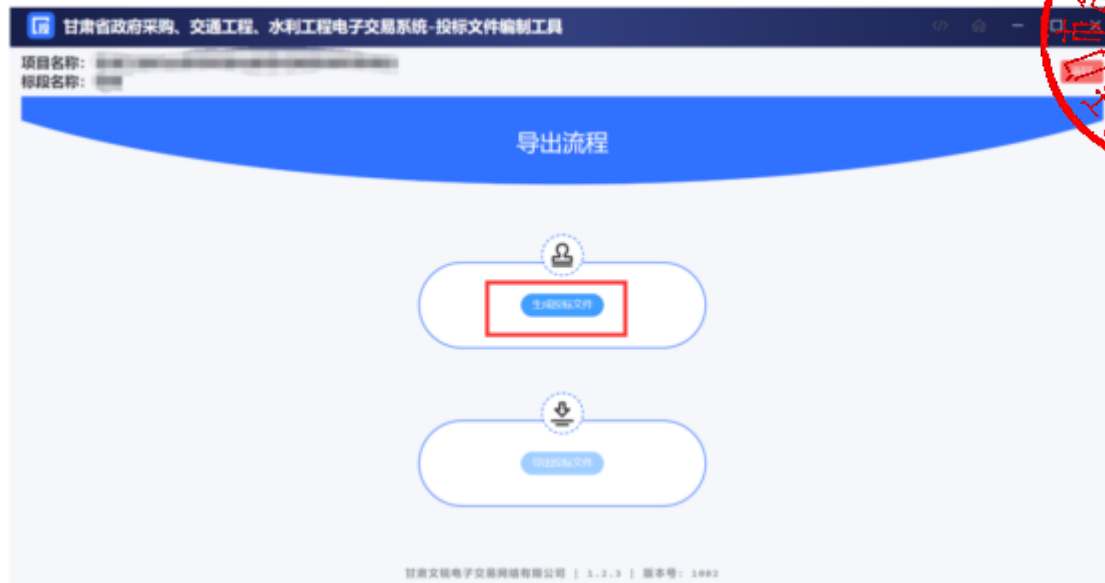 甘肃省政府采购、交通工程、水利工程电子交易系统-投标文件编制工具
项目名称:
标段名称:
导出流程
生成投标文件
导出投标文件
甘肃文锐电子交易网络有限公司 | 1.2.3 | 版本号: 1002